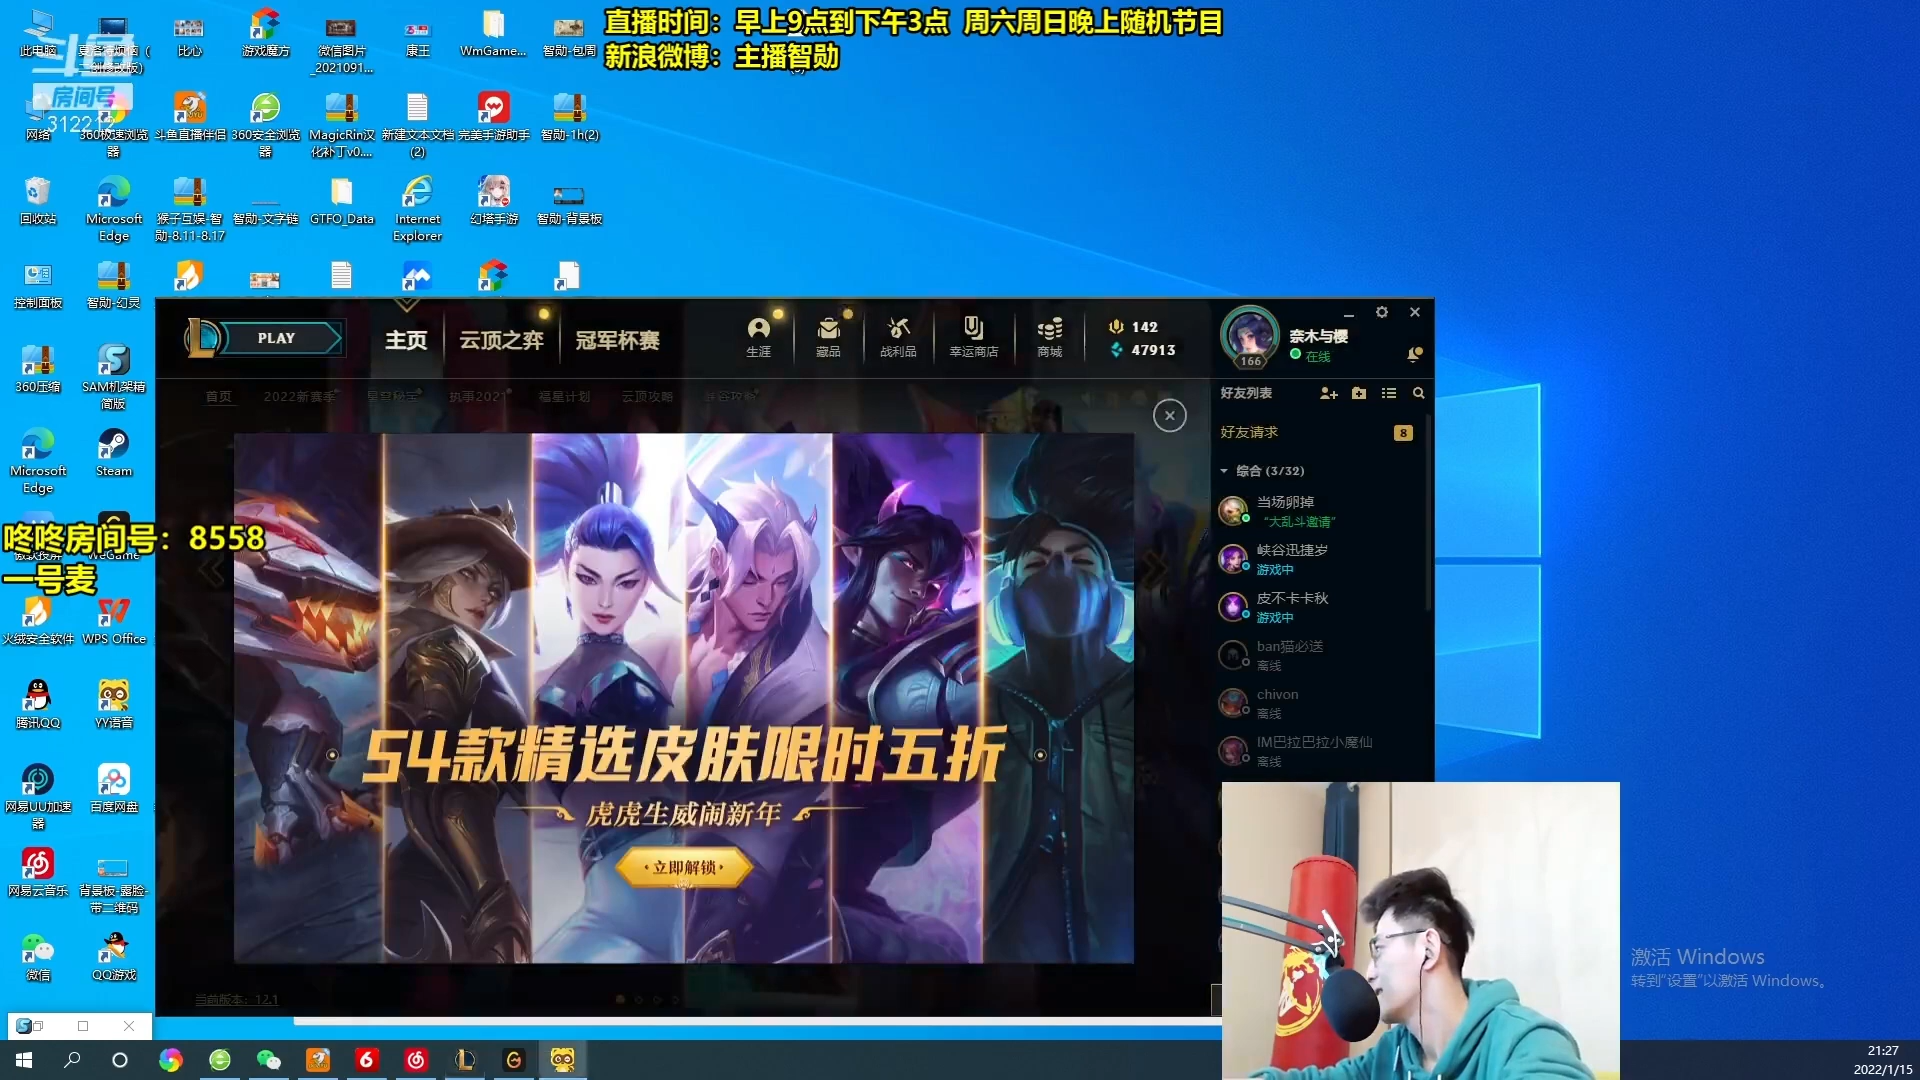 直播时间：早上9点到下午3点 周六周日晚上随机节目
新浪微博：主播智勋
斗鱼
房间号
此电脑
比心
游戏魔方
微信图片
_2021091...
康王
WmGame...
智勋-包周
网络
360极速浏览器
斗鱼直播伴侣
360安全浏览器
MagicRin汉化补丁v0....
新建文本文档
(2)
完美手游助手
智勋-1h(2)
回收站
Microsoft
Edge
猴子互娱-智勋-8.11-8.17
智勋-文字链
GTFO_Data
Internet
Explorer
幻塔手游
智勋-背景板
控制面板
智勋-幻灵
360压缩
SAM机架精简版
Microsoft
Edge
Steam
咚咚房间号：8558
一号麦
WeGame
火绒安全软件
WPS Office
腾讯QQ
YY语音
网易UU加速器
百度网盘
网易云音乐
背景板-露脸-带二维码
微信
QQ游戏
PLAY
主页
云顶之弈
冠军杯赛
生涯
藏品
战利品
幸运商店
商城
142
47913
166
奈木与樱
在线
首页
2022新赛季
福星计划
云顶攻略
好友列表
好友请求
8
综合 (3/32)
当场卵掉
“大乱斗邀请”
峡谷迅捷岁
游戏中
皮不卡卡秋
游戏中
ban猫必送
离线
chivon
离线
IM巴拉巴拉小魔仙
离线
54款精选皮肤限时五折
虎虎生威闹新年
立即解锁
当前版本：12.1
激活 Windows
转到“设置”以激活 Windows。
21:27
2022/1/15